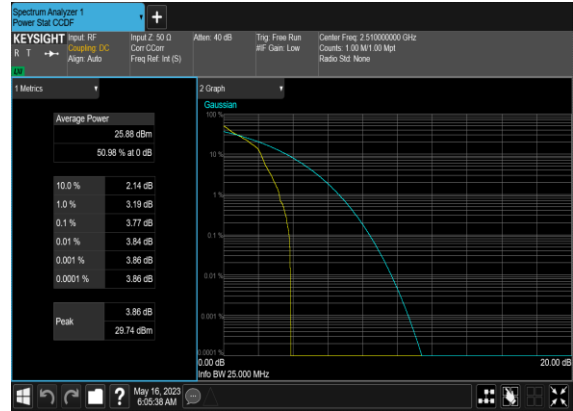 Spectrum Analyzer 1
Power Stat CCDF
KEYSIGHT
R T
LXI
Input: RF
Coupling: DC
Align: Auto
Input Z: 50 Ω
Corr CCorr
Freq Ref: Int (S)
Atten: 40 dB
Trig: Free Run
#IF Gain: Low
Center Freq: 2.510000000 GHz
Counts: 1.00 M/1.00 Mpt
Radio Std: None
1 Metrics
Average Power
25.88 dBm
50.98 % at 0 dB
10.0 % 2.14 dB
1.0 % 3.19 dB
0.1 % 3.77 dB
0.01 % 3.84 dB
0.001 % 3.86 dB
0.0001 % 3.86 dB
Peak
3.86 dB
29.74 dBm
2 Graph
Gaussian
100 %
10 %
1 %
0.1 %
0.01 %
0.001 %
0.0001 %
0.00 dB
20.00 dB
Info BW 25.000 MHz
?
May 16, 2023
6:05:38 AM